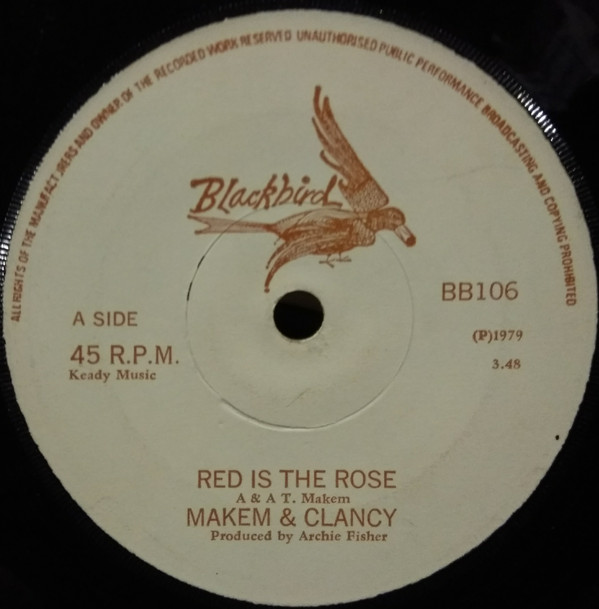 ALL RIGHTS OF THE MANUFACTURERS AND OWNER OF THE RECORDED WORK RESERVED UNAUTHORISED PUBLIC PERFORMANCE BROADCASTING AND COPYING PROHIBITED
Blackbird
BB106
A SIDE
(P)1979
45 R.P.M.
3.48
Keady Music
RED IS THE ROSE
A & A T. Makem
MAKEM & CLANCY
Produced by Archie Fisher